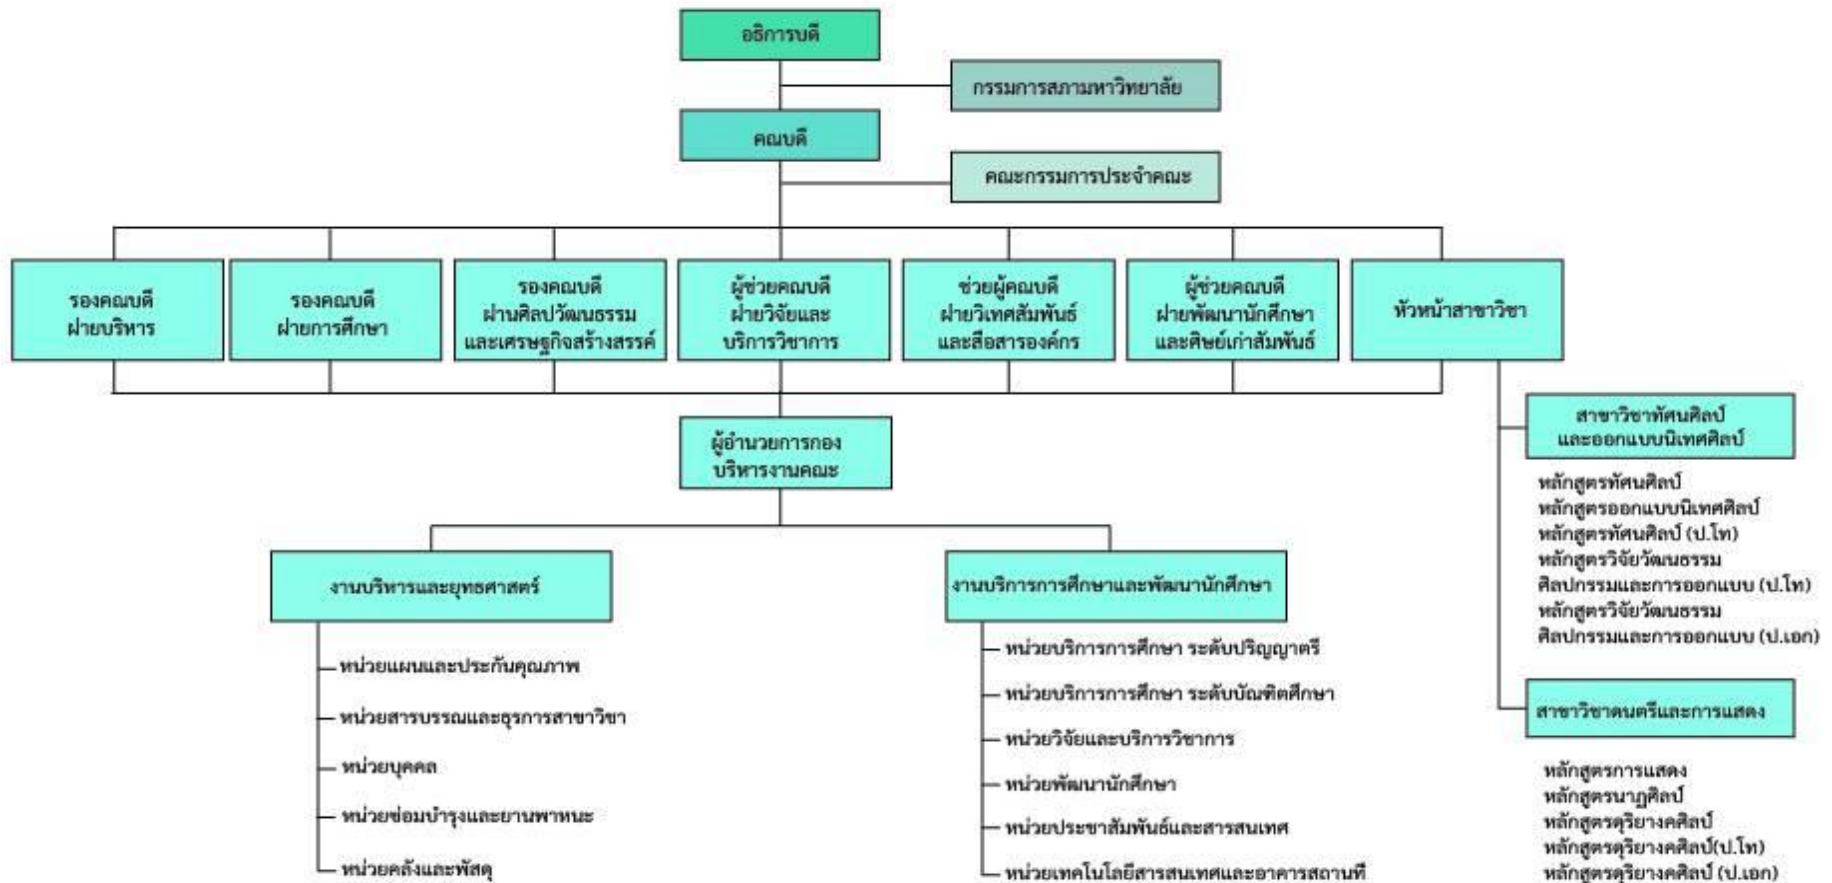 อธิการบดี
กรรมการสภามหาวิทยาลัย
คณบดี
คณะกรรมการประจำคณะ
รองคณบดี
ฝ่ายบริหาร
รองคณบดี
ฝ่ายการศึกษา
รองคณบดี
ฝ่านศิลปวัฒนธรรม
และเศรษฐกิจสร้างสรรค์
ผู้ช่วยคณบดี
ฝ่ายวิจัยและ
บริการวิชาการ
ช่วยผู้คณบดี
ฝ่ายวิเทศสัมพันธ์
และสือสารองค์กร
ผู้ช่วยคณบดี
ฝ่ายพัฒนานักศึกษา
และศิษย์เก่าสัมพันธ์
หัวหน้าสาขาวิชา
ผู้อำนวยการกอง
บริหารงานคณะ
งานบริหารและยุทธศาสตร์
หน่วยแผนและประกันคุณภาพ
หน่วยสารบรรณและธุรการสาขาวิชา
หน่วยบุคคล
หน่วยซ่อมบำรุงและยานพาหนะ
หน่วยคลังและพัสดุ
งานบริการการศึกษาและพัฒนานักศึกษา
หน่วยบริการการศึกษา ระดับปริญญาตรี
หน่วยบริการการศึกษา ระดับบัณฑิตศึกษา
หน่วยวิจัยและบริการวิชาการ
หน่วยพัฒนานักศึกษา
หน่วยประชาสัมพันธ์และสารสนเทศ
หน่วยเทคโนโลยีสารสนเทศและอาคารสถานที่
สาขาวิชาทัศนศิลป์
และออกแบบนิเทศศิลป์
หลักสูตรทัศนศิลป์
หลักสูตรออกแบบนิเทศศิลป์
หลักสูตรทัศนศิลป์ (ป.โท)
หลักสูตรวิจัยวัฒนธรรม
ศิลปกรรมและการออกแบบ (ป.โท)
หลักสูตรวิจัยวัฒนธรรม
ศิลปกรรมและการออกแบบ (ป.เอก)
สาขาวิชาดนตรีและการแสดง
หลักสูตรการแสดง
หลักสูตรนาฏศิลป์
หลักสูตรดุริยางคศิลป์
หลักสูตรดุริยางคศิลป์(ป.โท)
หลักสูตรดุริยางคศิลป์ (ป.เอก)